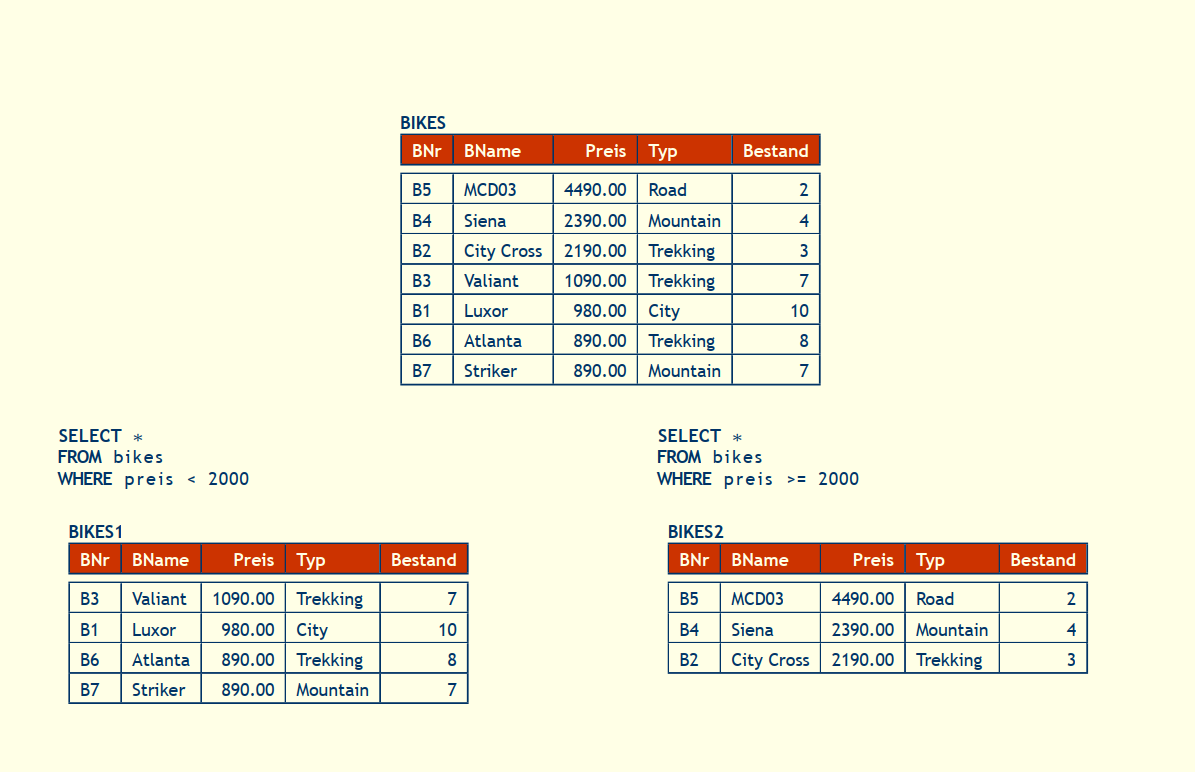 BIKES
BNr BName Preis Typ Bestand
B5 MCD03 4490.00 Road 2
B4 Siena 2390.00 Mountain 4
B2 City Cross 2190.00 Trekking 3
B3 Valiant 1090.00 Trekking 7
B1 Luxor 980.00 City 10
B6 Atlanta 890.00 Trekking 8
B7 Striker 890.00 Mountain 7
SELECT *
FROM bikes
WHERE preis < 2000
BIKES1
BNr BName Preis Typ Bestand
B3 Valiant 1090.00 Trekking 7
B1 Luxor 980.00 City 10
B6 Atlanta 890.00 Trekking 8
B7 Striker 890.00 Mountain 7
SELECT *
FROM bikes
WHERE preis >= 2000
BIKES2
BNr BName Preis Typ Bestand
B5 MCD03 4490.00 Road 2
B4 Siena 2390.00 Mountain 4
B2 City Cross 2190.00 Trekking 3